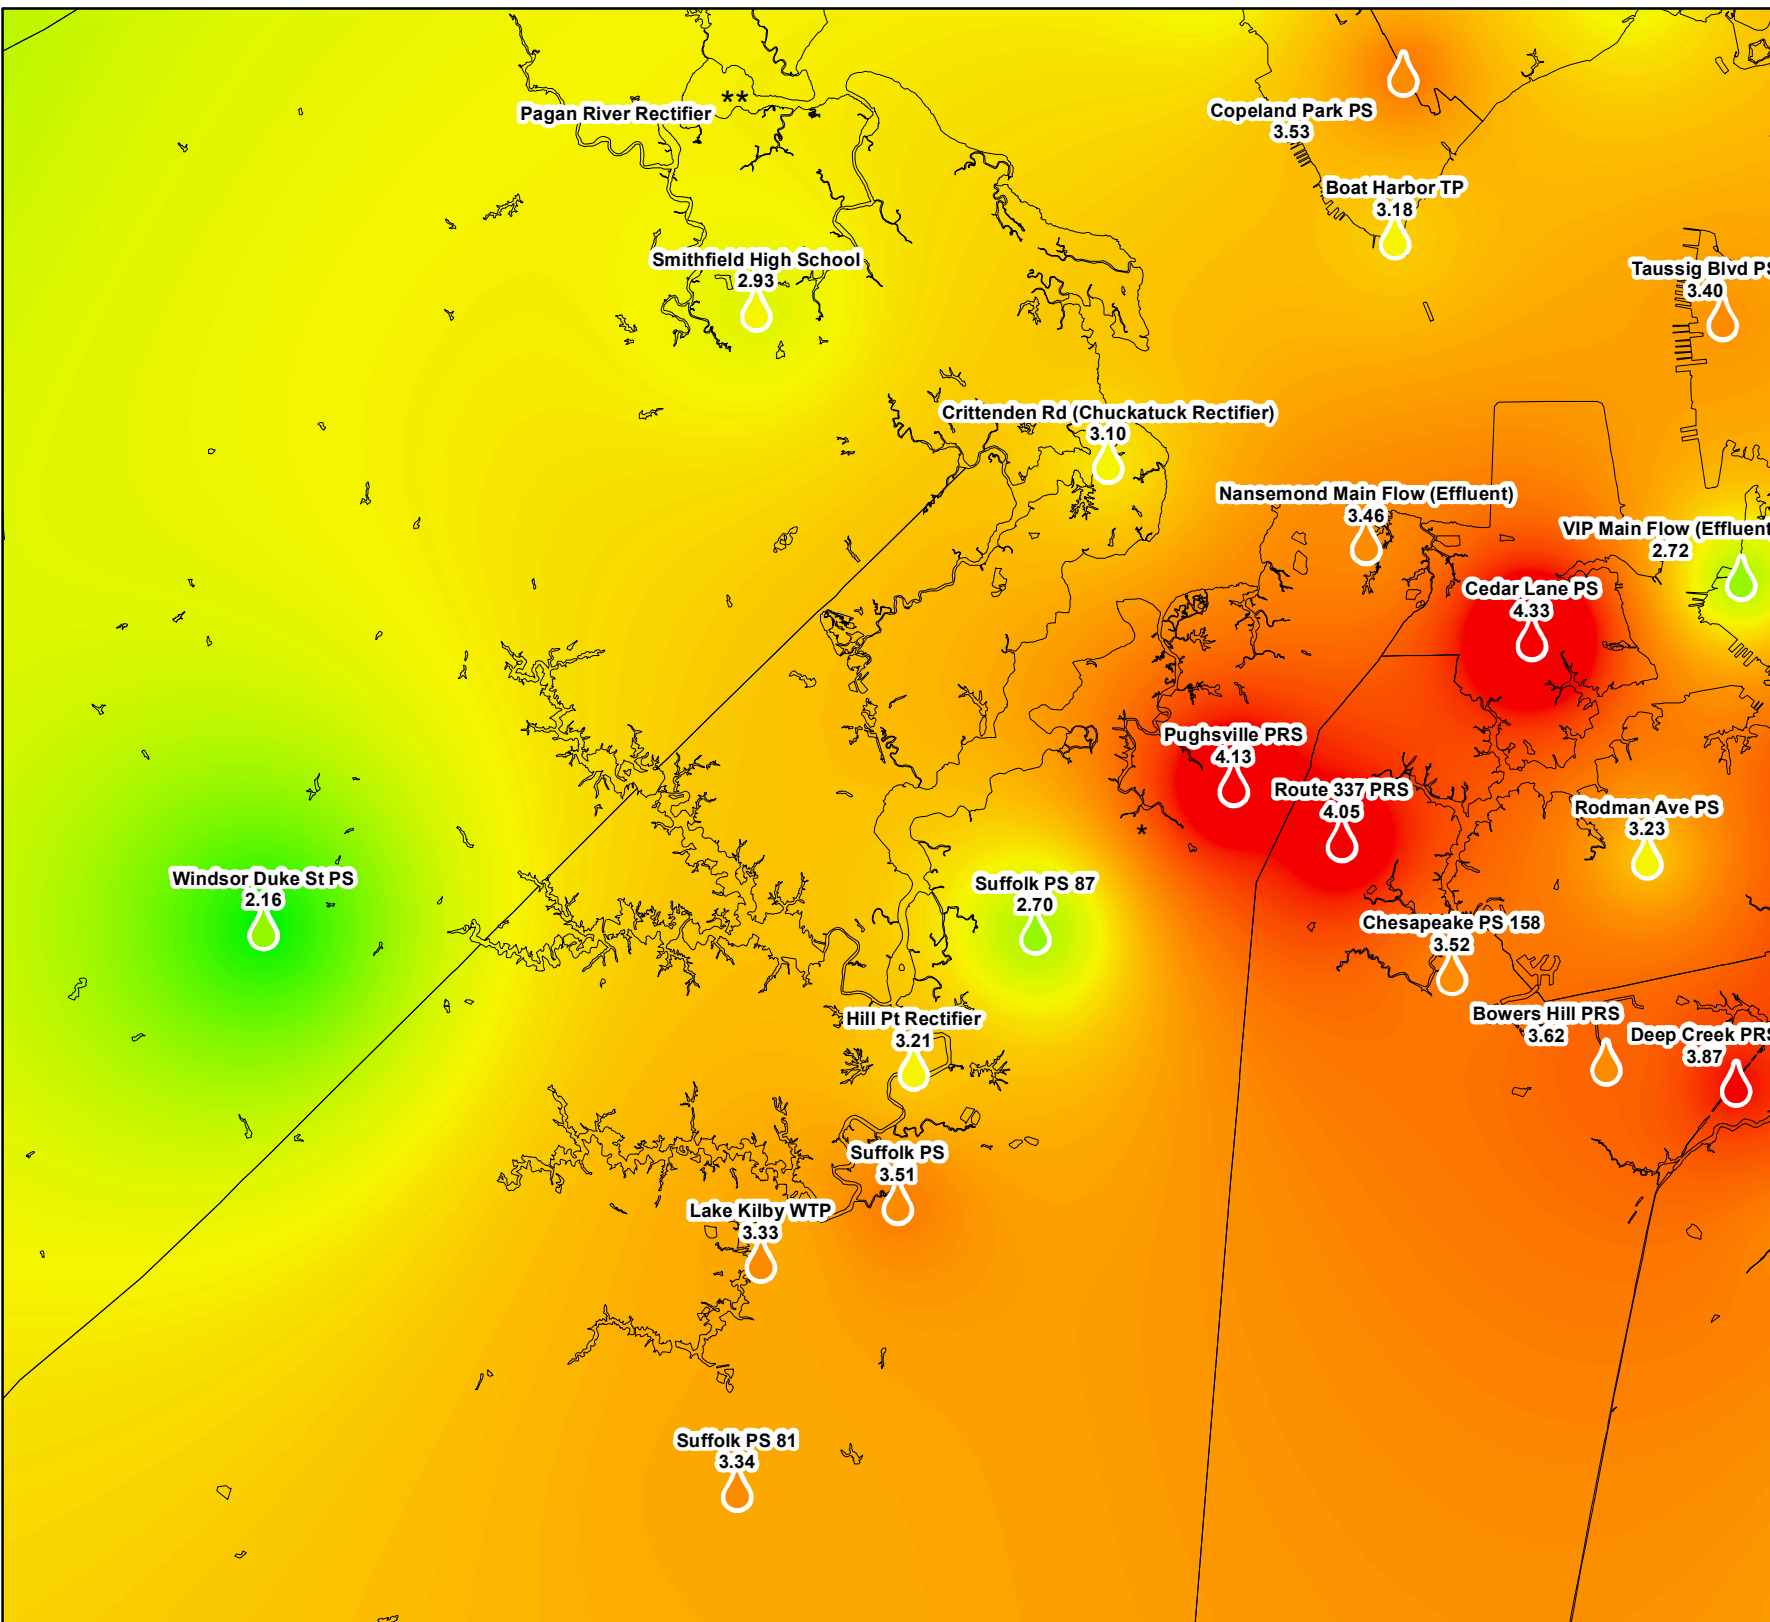 **
Pagan River Rectifier
Copeland Park PS
3.53
Boat Harbor TP
3.18
Smithfield High School
2.93
Taussig Blvd PS
3.40
Crittenden Rd (Chuckatuck Rectifier)
3.10
Nansemond Main Flow (Effluent)
3.46
VIP Main Flow (Effluent
2.72
Cedar Lane PS
4.33
Pughsville PRS
4.13
Route 337 PRS
4.05
Rodman Ave PS
3.23
*
Windsor Duke St PS
2.16
Suffolk PS 87
2.70
Chesapeake PS 158
3.52
Hill Pt Rectifier
3.21
Bowers Hill PRS
3.62
Deep Creek PRS
3.87
Suffolk PS
3.51
Lake Kilby WTP
3.33
Suffolk PS 81
3.34